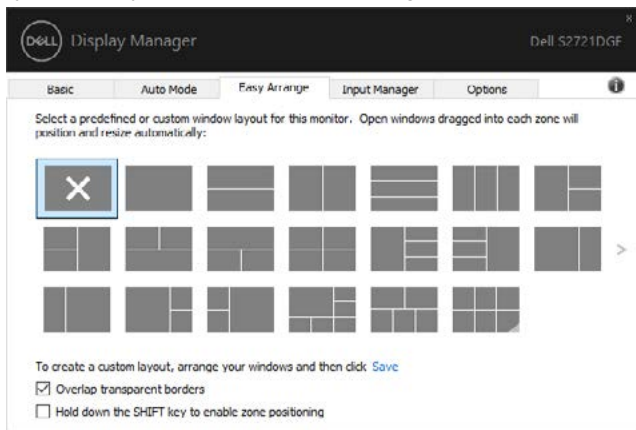 DELL Display Manager
Dell S2721DGF
Basic Auto Mode Easy Arrange Input Manager Options
Select a predefined or custom window layout for this monitor. Open windows dragged into each zone will
position and resize automatically:
To create a custom layout, arrange your windows and then click Save
Overlap transparent borders
Hold down the SHIFT key to enable zone positioning